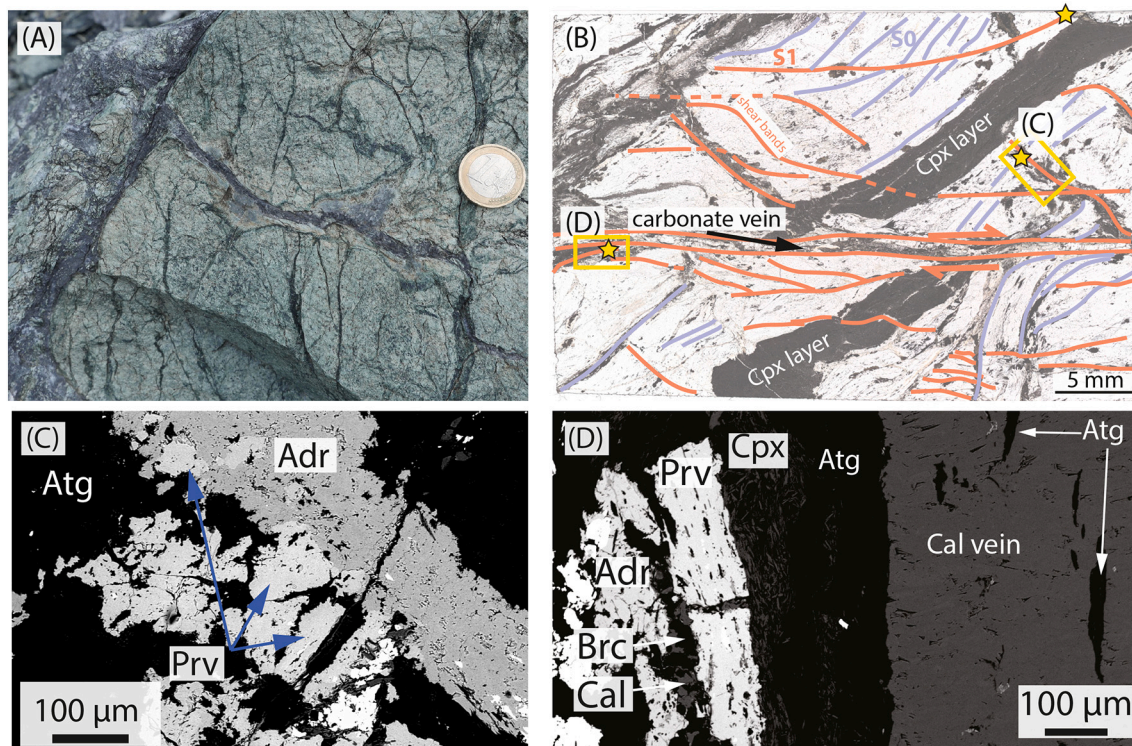 (A)
(B)
S1
S0
shear bands
Cpx layer
(C)
(D)
carbonate vein
Cpx layer
5 mm
(C)
Adr
Atg
Prv
100 µm
(D)
Cpx
Prv
Atg
Atg
Cal vein
Adr
Brc
Cal
100 µm